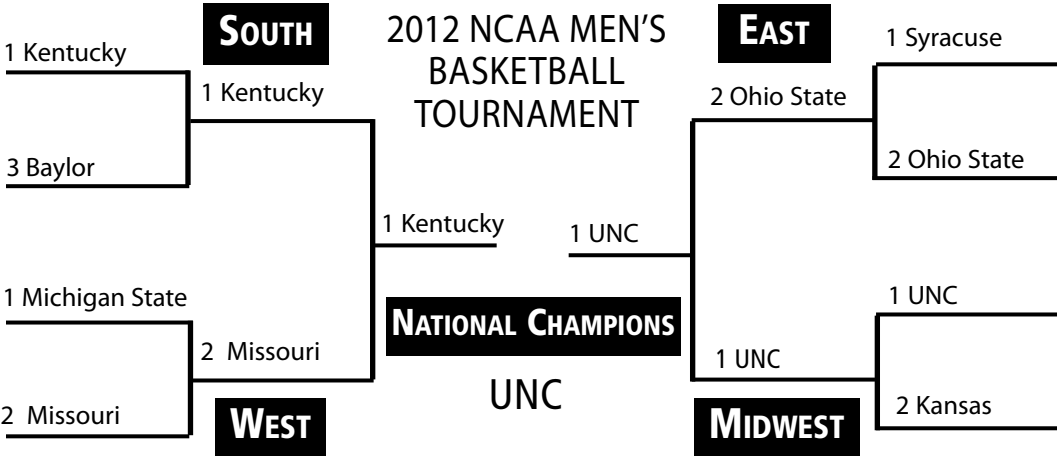 SOUTH
2012 NCAA MEN'S
BASKETBALL
TOURNAMENT
EAST
1 Kentucky
1 Kentucky
3 Baylor
1 Syracuse
2 Ohio State
2 Ohio State
1 Kentucky
1 UNC
1 Michigan State
2 Missouri
2 Missouri
WEST
NATIONAL CHAMPIONS
UNC
1 UNC
1 UNC
2 Kansas
MIDWEST